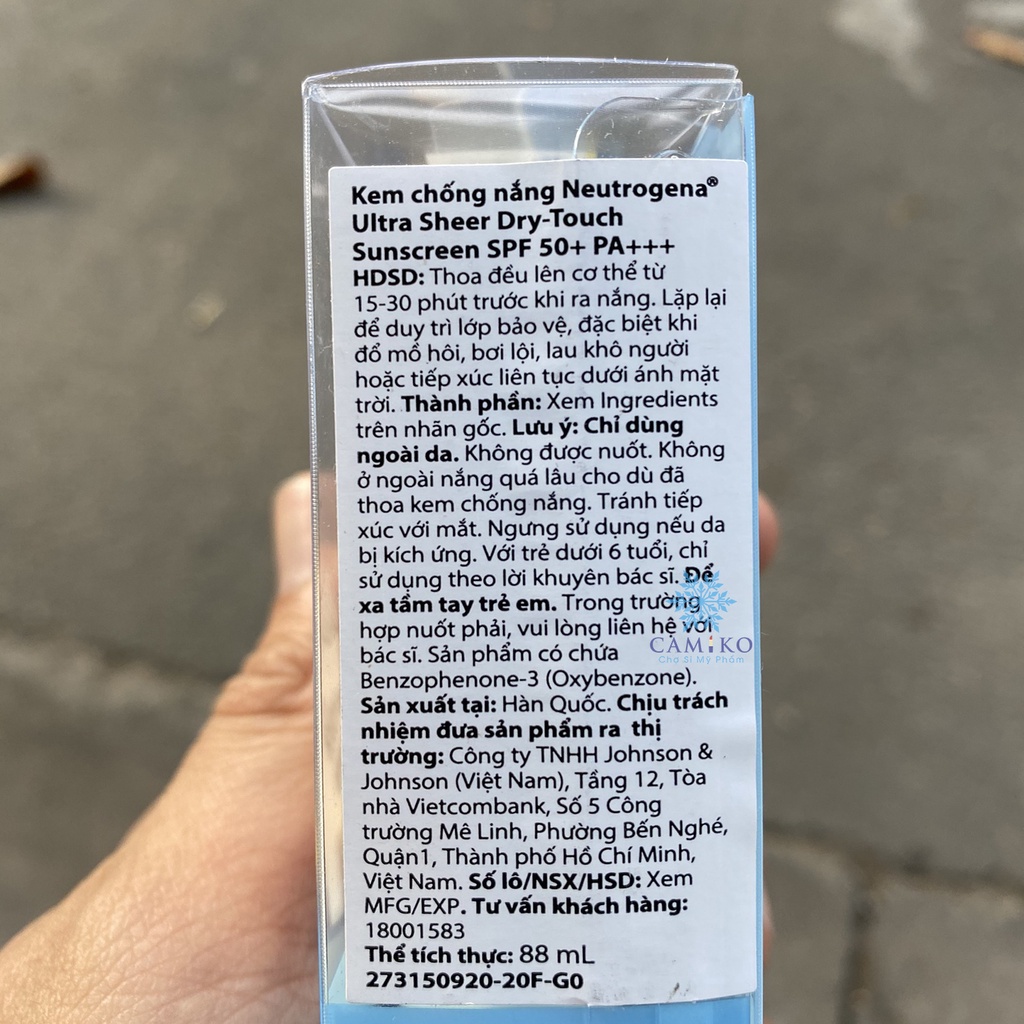 Kem chống nắng Neutrogena®
Ultra Sheer Dry-Touch
Sunscreen SPF 50+ PA+++
HDSD: Thoa đều lên cơ thể từ
15-30 phút trước khi ra nắng. Lặp lại
để duy trì lớp bảo vệ, đặc biệt khi
đổ mồ hôi, bơi lội, lau khô người
hoặc tiếp xúc liên tục dưới ánh mặt
trời. Thành phần: Xem Ingredients
trên nhãn gốc. Lưu ý: Chỉ dùng
ngoài da. Không được nuốt. Không
ở ngoài nắng quá lâu cho dù đã
thoa kem chống nắng. Tránh tiếp
xúc với mắt. Ngưng sử dụng nếu da
bị kích ứng. Với trẻ dưới 6 tuổi, chỉ
sử dụng theo lời khuyên bác sĩ. Để
xa tầm tay trẻ em. Trong trường
hợp nuốt phải, vui lòng liên hệ với
bác sĩ. Sản phẩm có chứa
Benzophenone-3 (Oxybenzone).
Sản xuất tại: Hàn Quốc. Chịu trách
nhiệm đưa sản phẩm ra thị
trường: Công ty TNHH Johnson &
Johnson (Việt Nam), Tầng 12, Tòa
nhà Vietcombank, Số 5 Công
trường Mê Linh, Phường Bến Nghé,
Quận1, Thành phố Hồ Chí Minh,
Việt Nam. Số lô/NSX/HSD: Xem
MFG/EXP. Tư vấn khách hàng:
18001583
Thể tích thực: 88 mL
273150920-20F-G0
CAMIKO
Chợ Sỉ Mỹ Phẩm